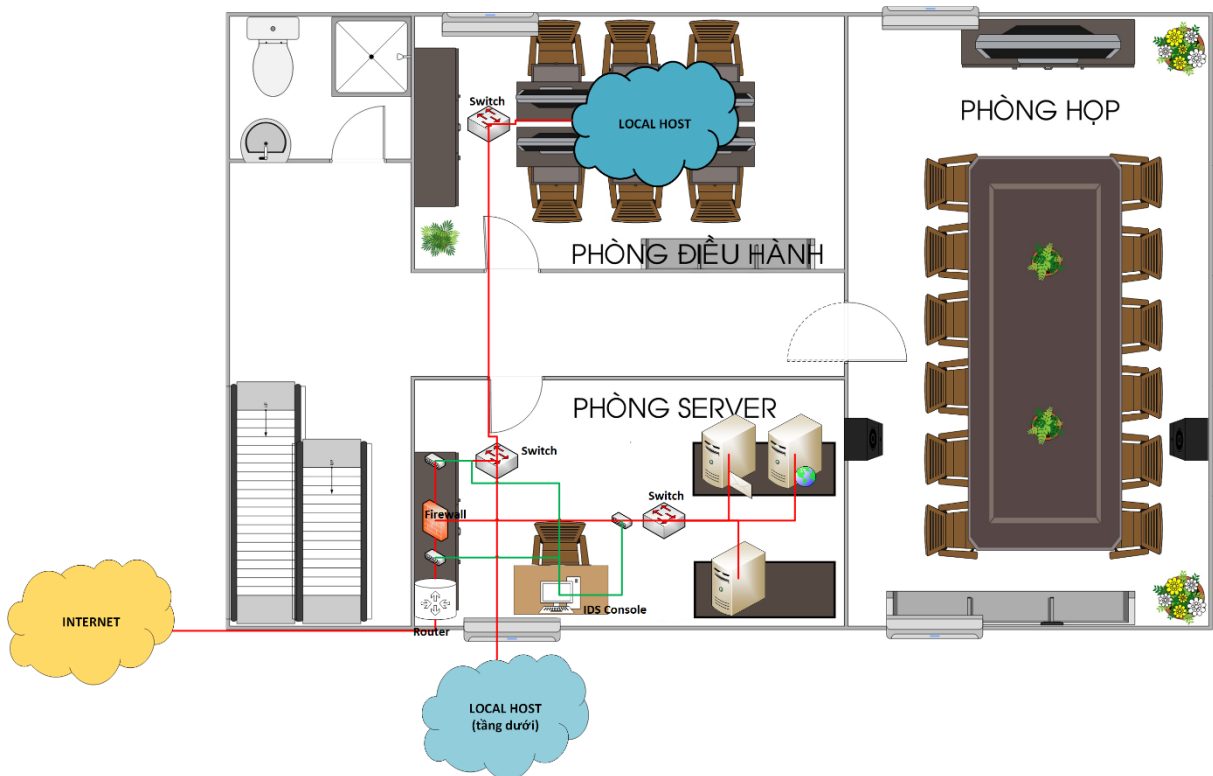 Switch
LOCAL HOST
PHÒNG HỌP
PHÒNG ĐIỀU HÀNH
PHÒNG SERVER
Switch
Switch
Firewall
IDS Console
Router
INTERNET
LOCAL HOST
(tầng dưới)